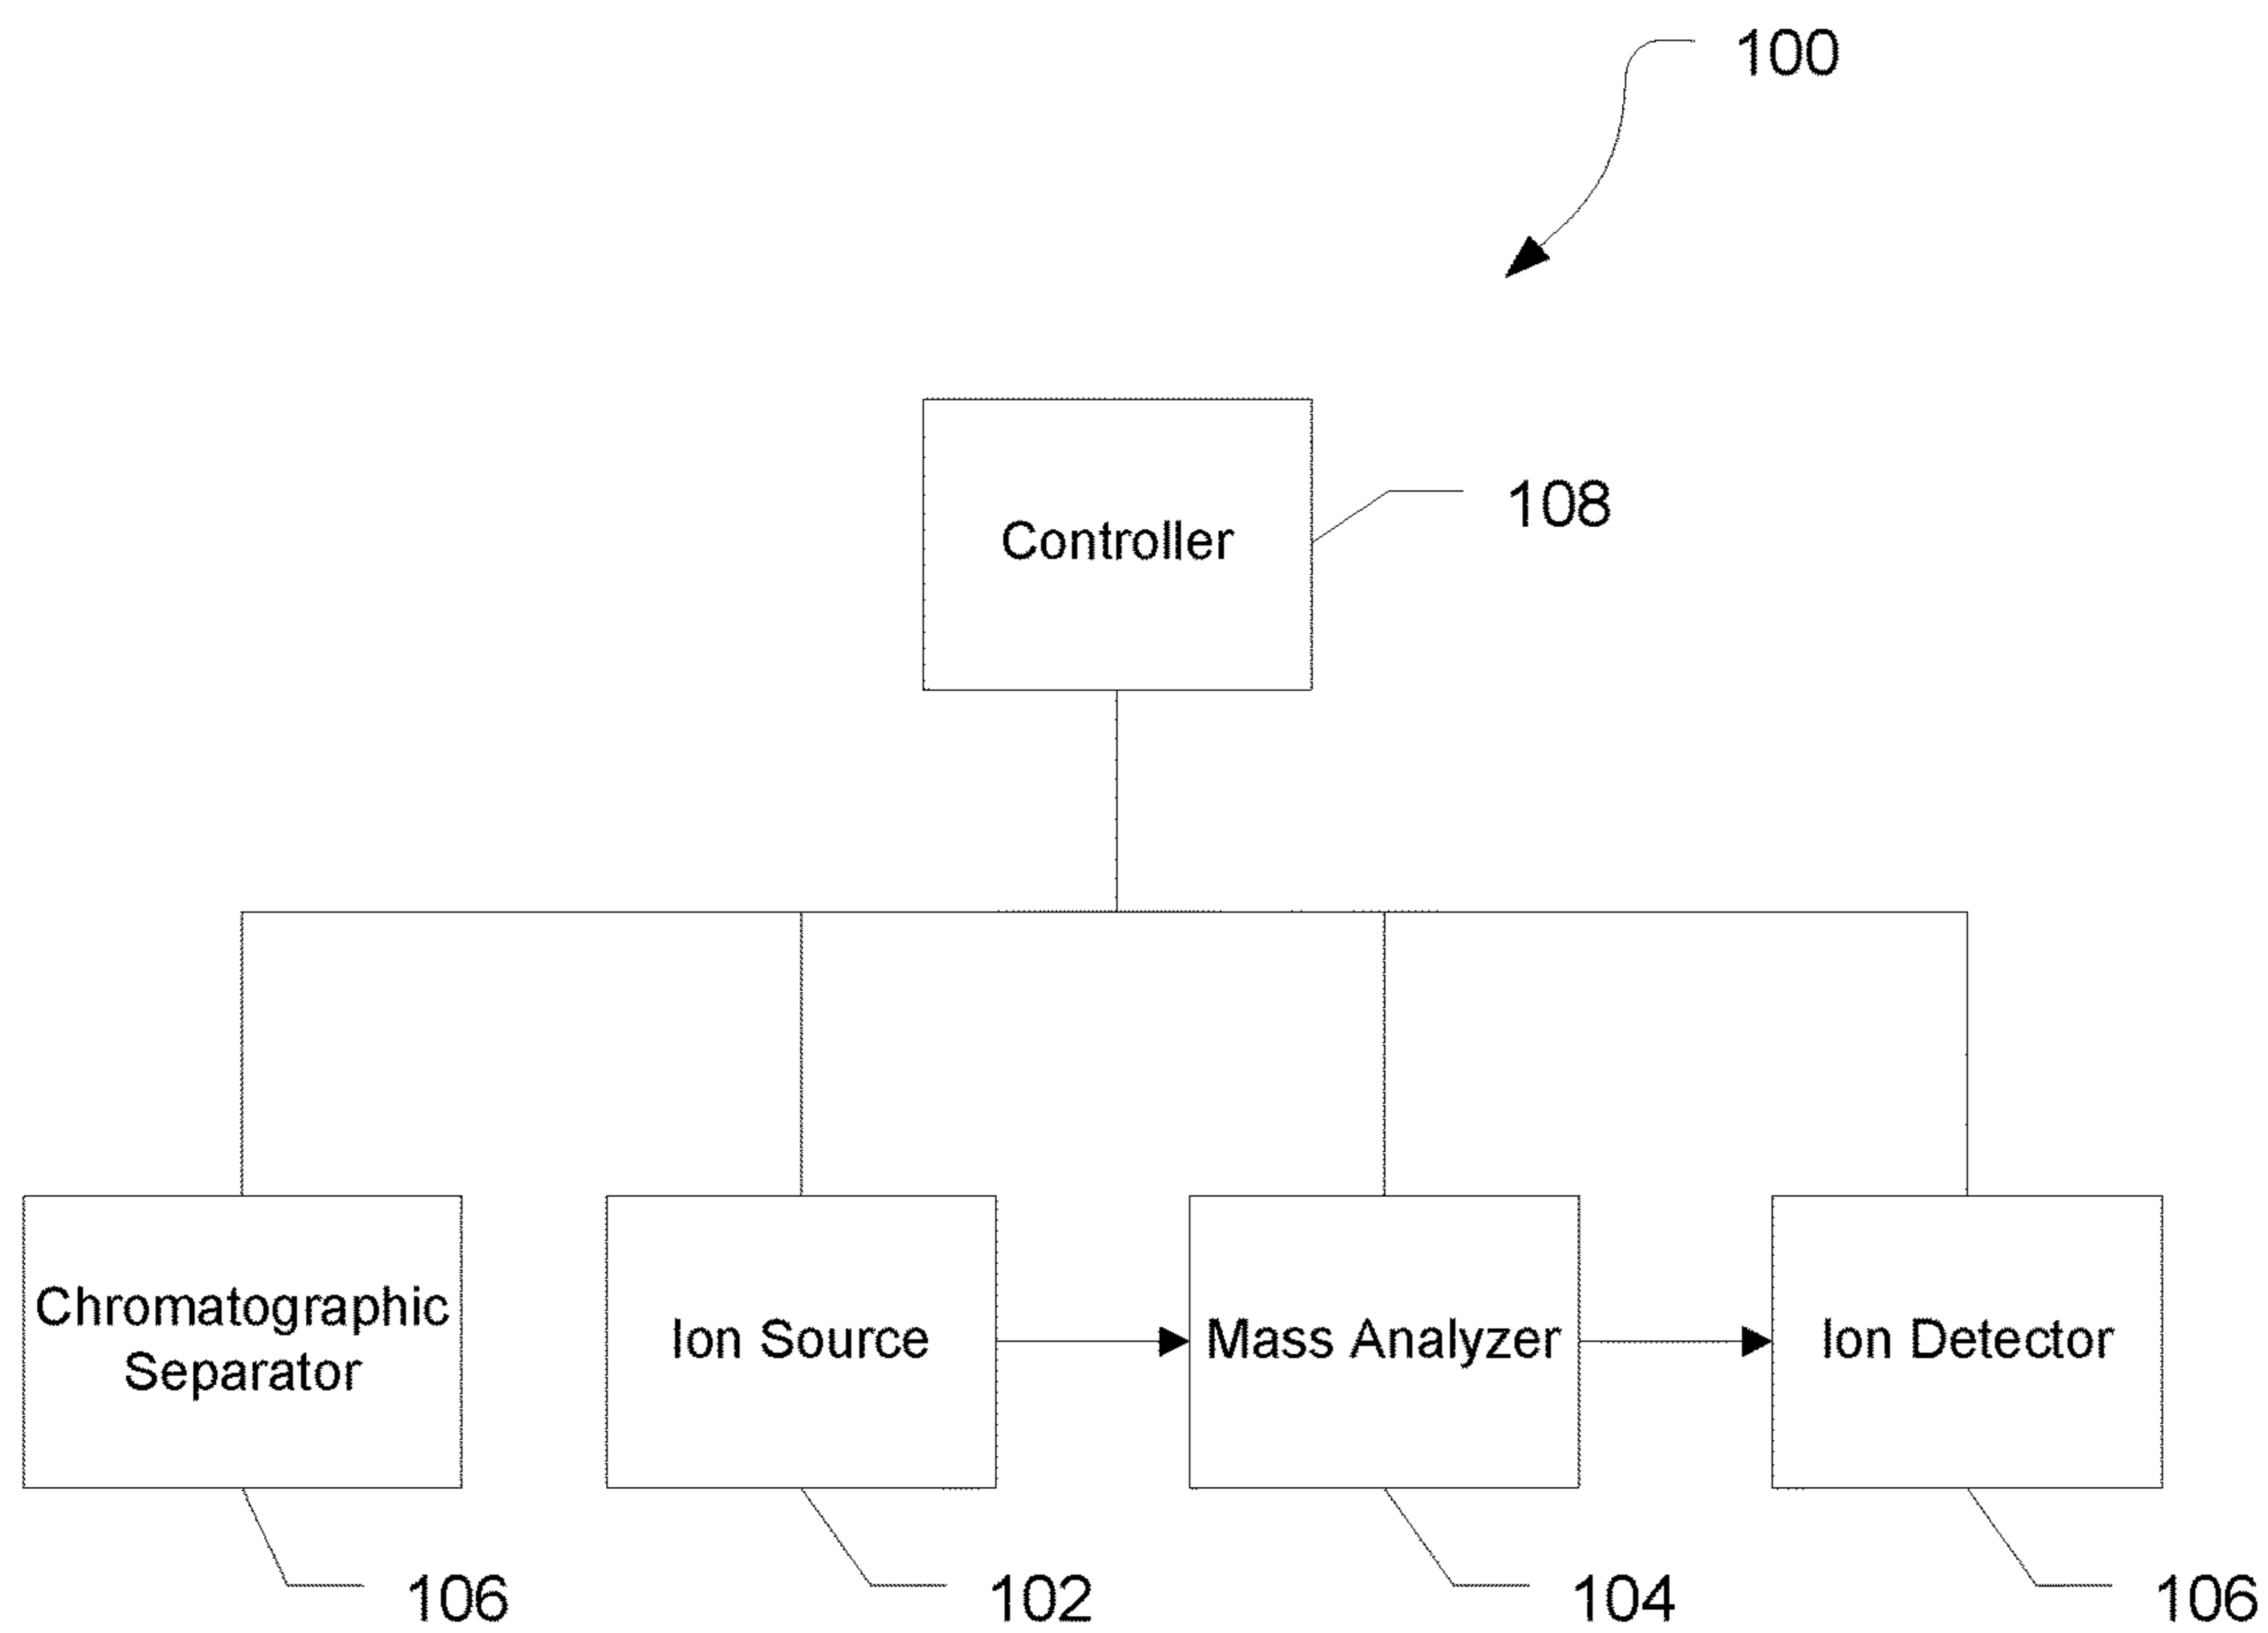 100
Controller
108
Chromatographic
Separator
Ion Source
Mass Analyzer
Ion Detector
106
102
104
106